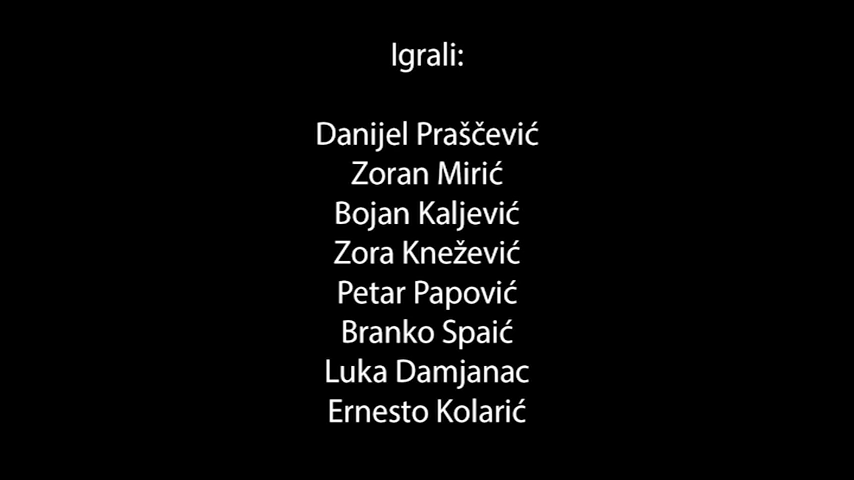 Igrali:
Danijel Praščević
Zoran Mirić
Bojan Kaljević
Zora Knežević
Petar Papović
Branko Spaić
Luka Damjanac
Ernesto Kolarić